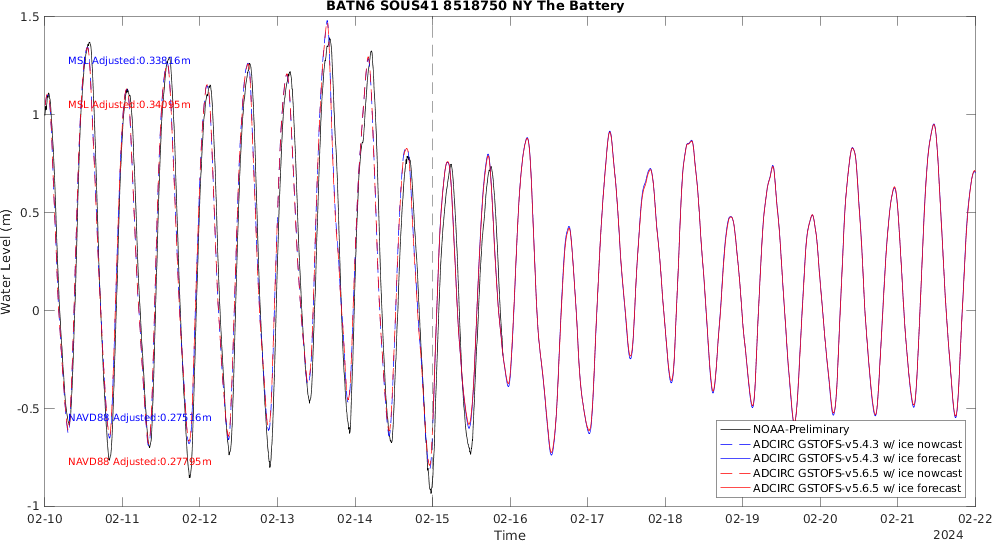 BATN6 SOUS41 8518750 NY The Battery
1.5
1
0.5
0
-0.5
-1
Water Level (m)
MSL Adjusted:0.33816m
MSL Adjusted:0.34095m
NAVD88 Adjusted:0.27516m
NAVD88 Adjusted:0.27795m
NOAA-Preliminary
ADCIRC GSTOFS-v5.4.3 w/ ice nowcast
ADCIRC GSTOFS-v5.4.3 w/ ice forecast
ADCIRC GSTOFS-v5.6.5 w/ ice nowcast
ADCIRC GSTOFS-v5.6.5 w/ ice forecast
02-10 02-11 02-12 02-13 02-14 02-15 02-16 02-17 02-18 02-19 02-20 02-21 02-22
Time
2024